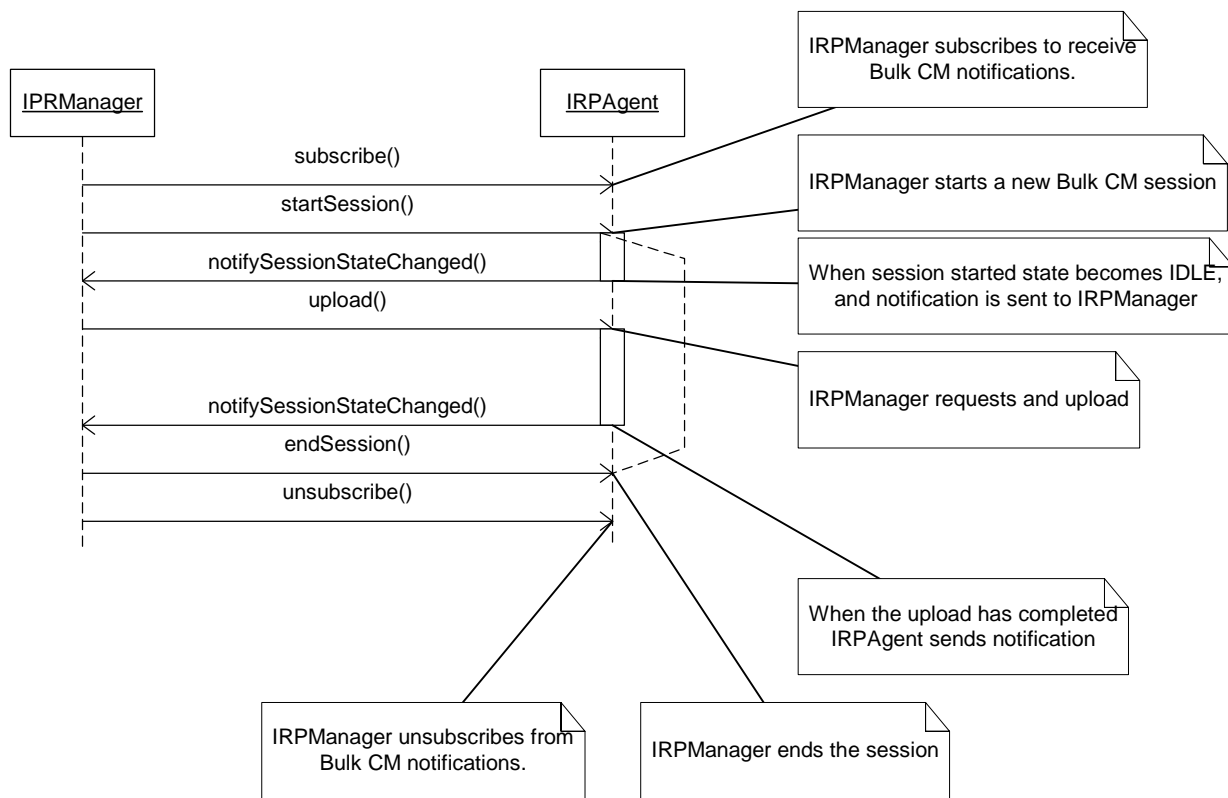 IRPManager subscribes to receive
Bulk CM notifications.
IPRManager
IRPAgent
subscribe()
IRPManager starts a new Bulk CM session
startSession()
notifySessionStateChanged()
When session started state becomes IDLE,
and notification is sent to IRPManager
upload()
IRPManager requests and upload
notifySessionStateChanged()
endSession()
unsubscribe()
When the upload has completed
IRPAgent sends notification
IRPManager unsubscribes from
Bulk CM notifications.
IRPManager ends the session